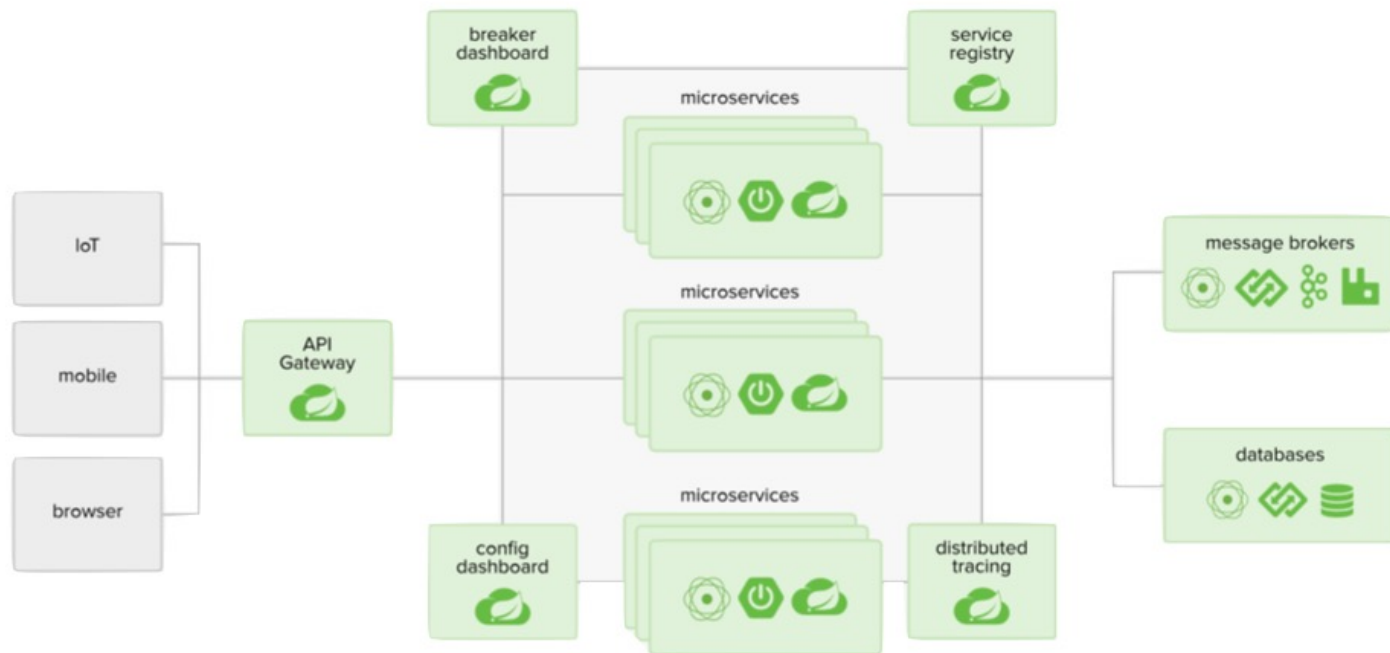 breaker
dashboard
service
registry
microservices
IoT
message brokers
microservices
API
Gateway
mobile
databases
microservices
browser
config
dashboard
distributed
tracing